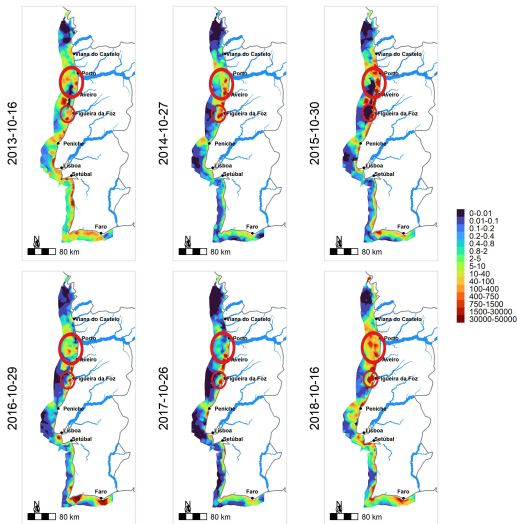 2013-10-16
Viana do Castelo
Porto
Aveiro
Figueira da Foz
Peniche
Lisboa
Setúbal
Faro
N
80 km
2014-10-27
Viana do Castelo
Porto
Aveiro
Figueira da Foz
Peniche
Lisboa
Setúbal
Faro
N
80 km
2015-10-30
Viana do Castelo
Porto
Aveiro
Figueira da Foz
Peniche
Lisboa
Setúbal
Faro
N
80 km
0-0.01
0.01-0.1
0.1-0.2
0.2-0.4
0.4-0.8
0.8-2
2-5
5-10
10-40
40-100
100-400
400-750
750-1500
1500-30000
30000-50000
2016-10-29
Viana do Castelo
Porto
Aveiro
Figueira da Foz
Peniche
Lisboa
Setúbal
Faro
N
80 km
2017-10-26
Viana do Castelo
Porto
Aveiro
Figueira da Foz
Peniche
Lisboa
Setúbal
Faro
N
80 km
2018-10-16
Viana do Castelo
Porto
Aveiro
Figueira da Foz
Peniche
Lisboa
Setúbal
Faro
N
80 km